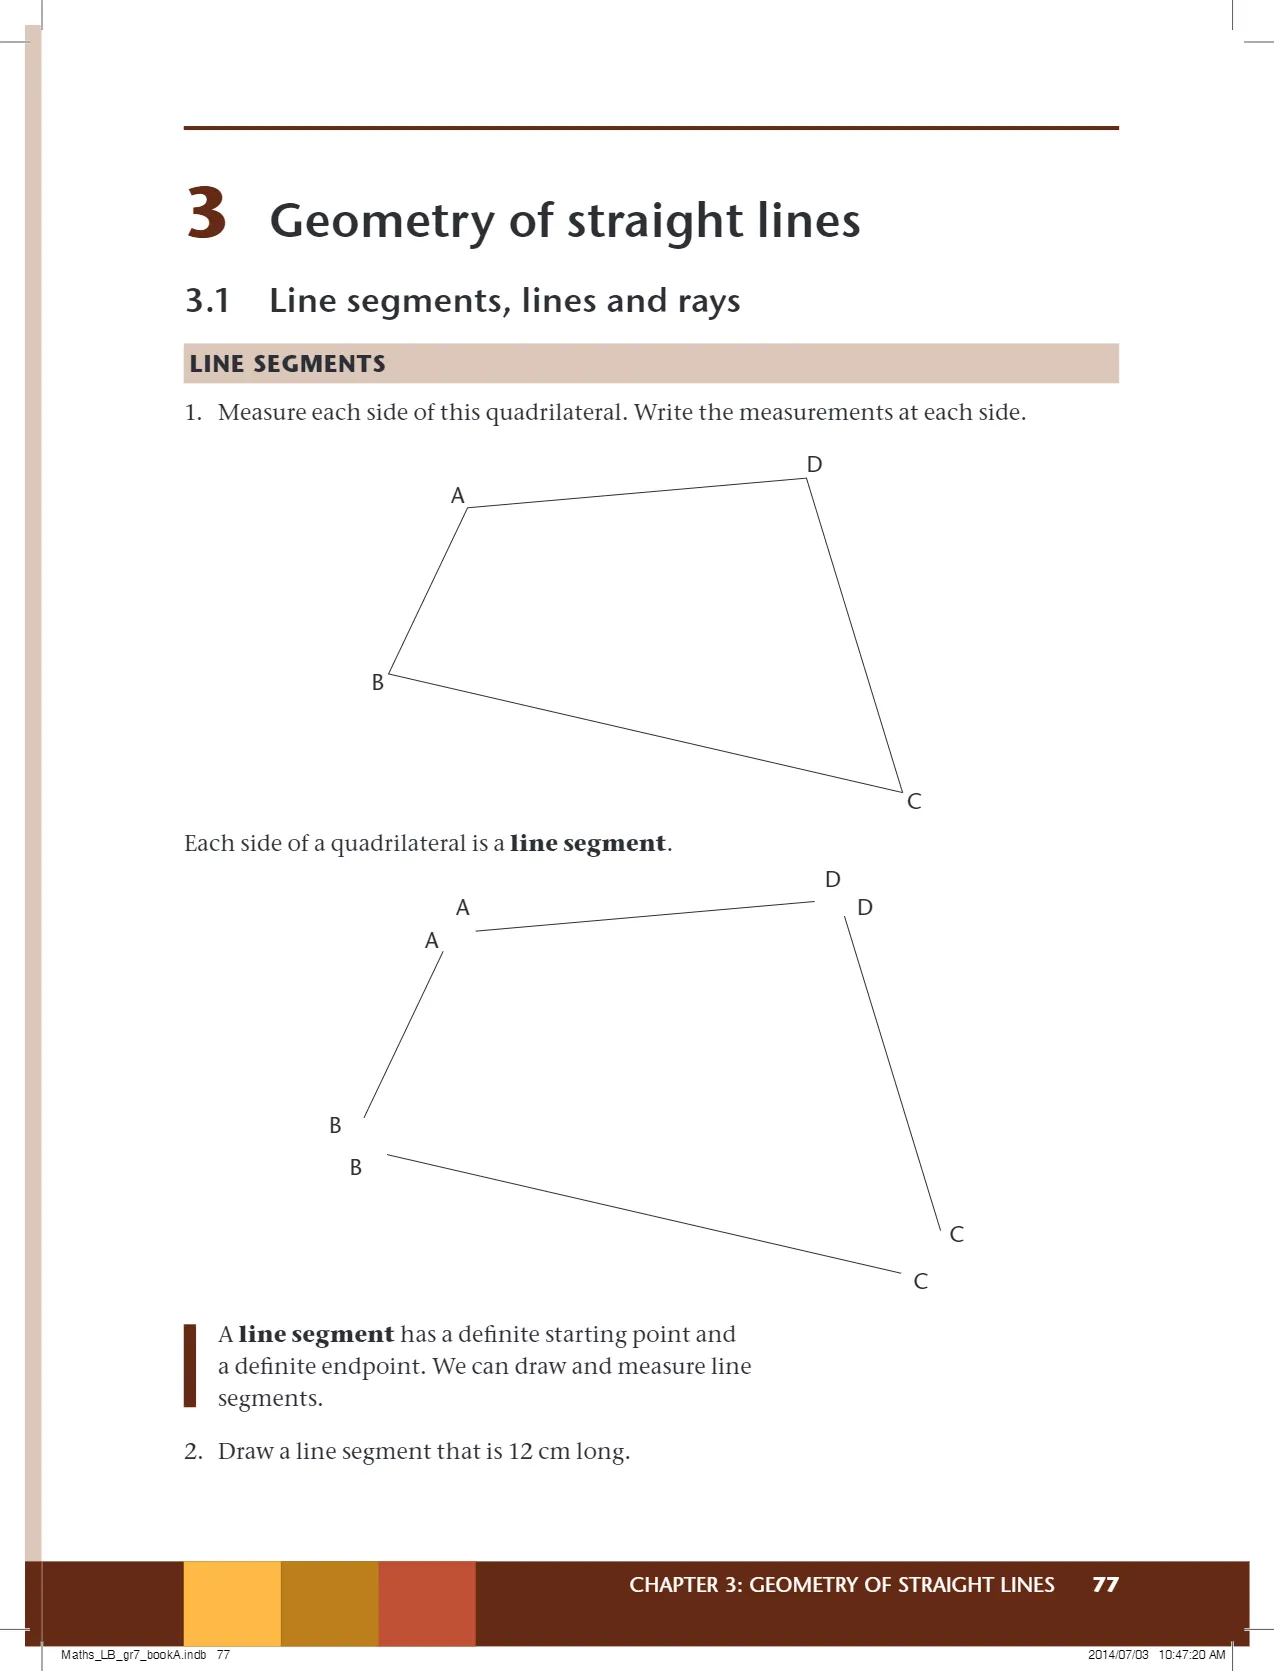 3 Geometry of straight lines
3.1 Line segments, lines and rays
LINE SEGMENTS
1. Measure each side of this quadrilateral. Write the measurements at each side.
D
A
B
C
Each side of a quadrilateral is a line segment.
D
A
D
A
B
B
C
C
A line segment has a definite starting point and
a definite endpoint. We can draw and measure line
segments.
2. Draw a line segment that is 12 cm long.
CHAPTER 3: GEOMETRY OF STRAIGHT LINES 77
Maths_LB_gr7_bookA.indb 77
2014/07/03 10:47:20 AM